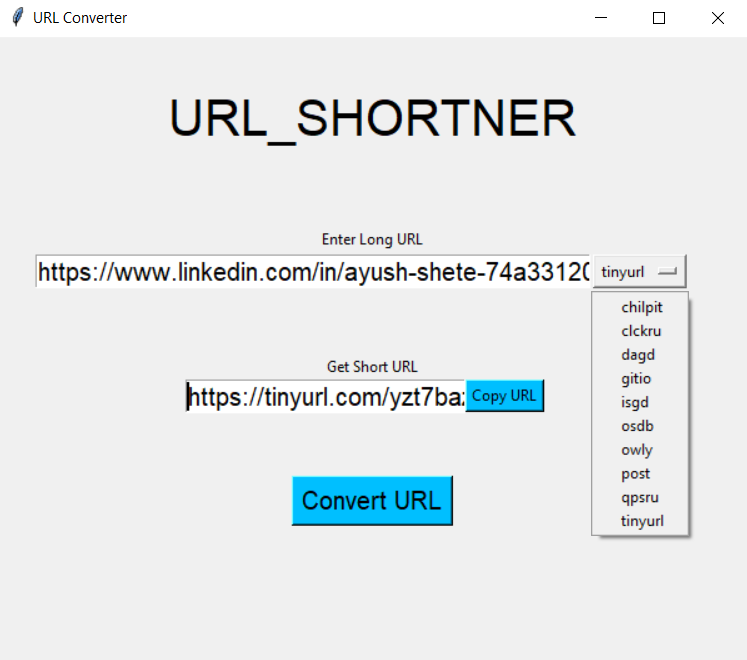 URL Converter
URL_SHORTNER
Enter Long URL
https://www.linkedin.com/in/ayush-shete-74a33120
tinyurl
chilpit
clckru
dagd
gitio
isgd
osdb
owly
post
qpsru
tinyurl
Get Short URL
https://tinyurl.com/yzt7baz
Copy URL
Convert URL